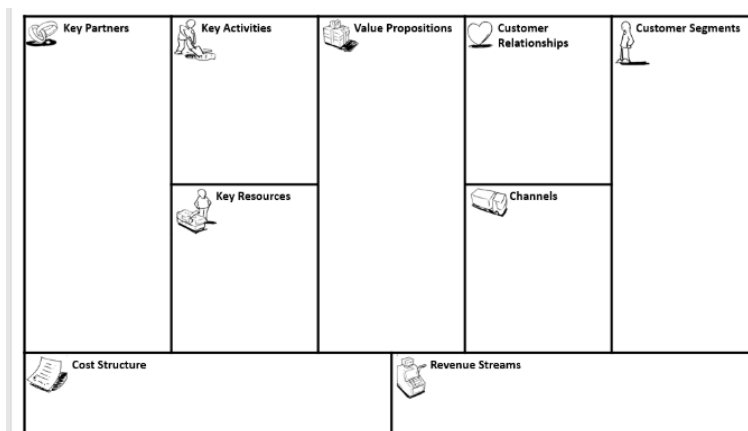 Key Partners
Key Activities
Value Propositions
Customer
Relationships
Customer Segments
Key Resources
Channels
Cost Structure
Revenue Streams